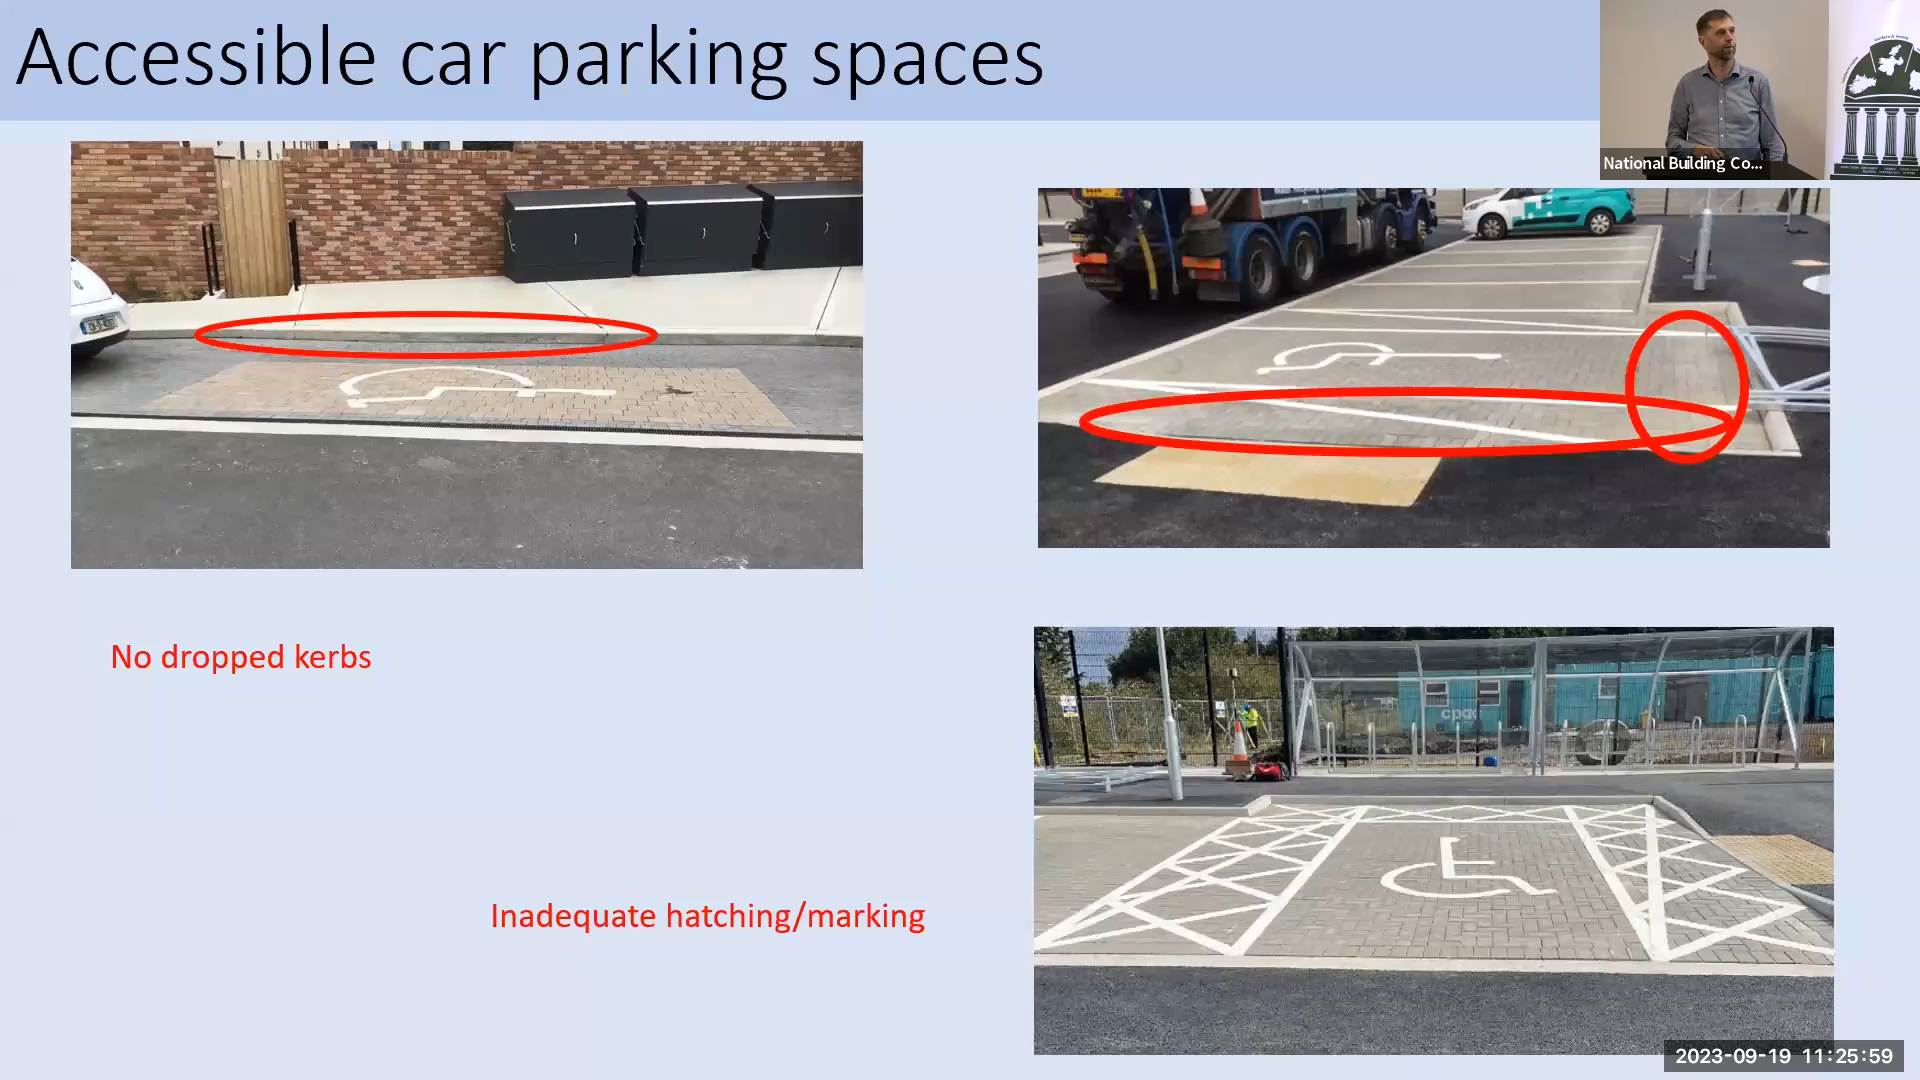 Accessible car parking spaces
National Building Co...
No dropped kerbs
Inadequate hatching/marking
cpac
2023-09-19 11:25:59